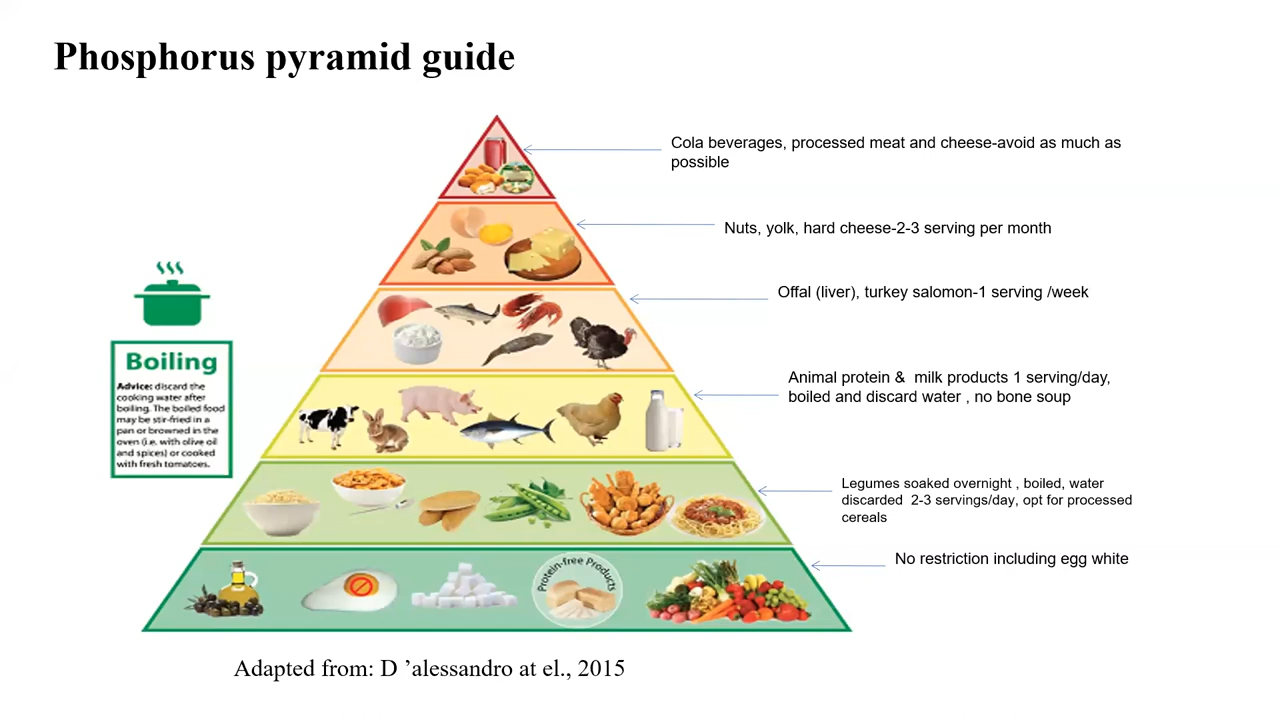 Phosphorus pyramid guide
Cola beverages, processed meat and cheese-avoid as much as
possible
Nuts, yolk, hard cheese-2-3 serving per month
Offal (liver), turkey salomon-1 serving /week
Animal protein &  milk products 1 serving/day,
boiled and discard water , no bone soup
Legumes soaked overnight , boiled, water
discarded  2-3 servings/day, opt for processed
cereals
No restriction including egg white
Boiling
Advice: discard the
cooking water after
boiling. The boiled food
may be stir-fried in a
pan or browned in the
oven (i.e. with olive oil
and spices) or cooked
with fresh tomatoes.
Protein-free Products
Adapted from: D ’alessandro at el., 2015